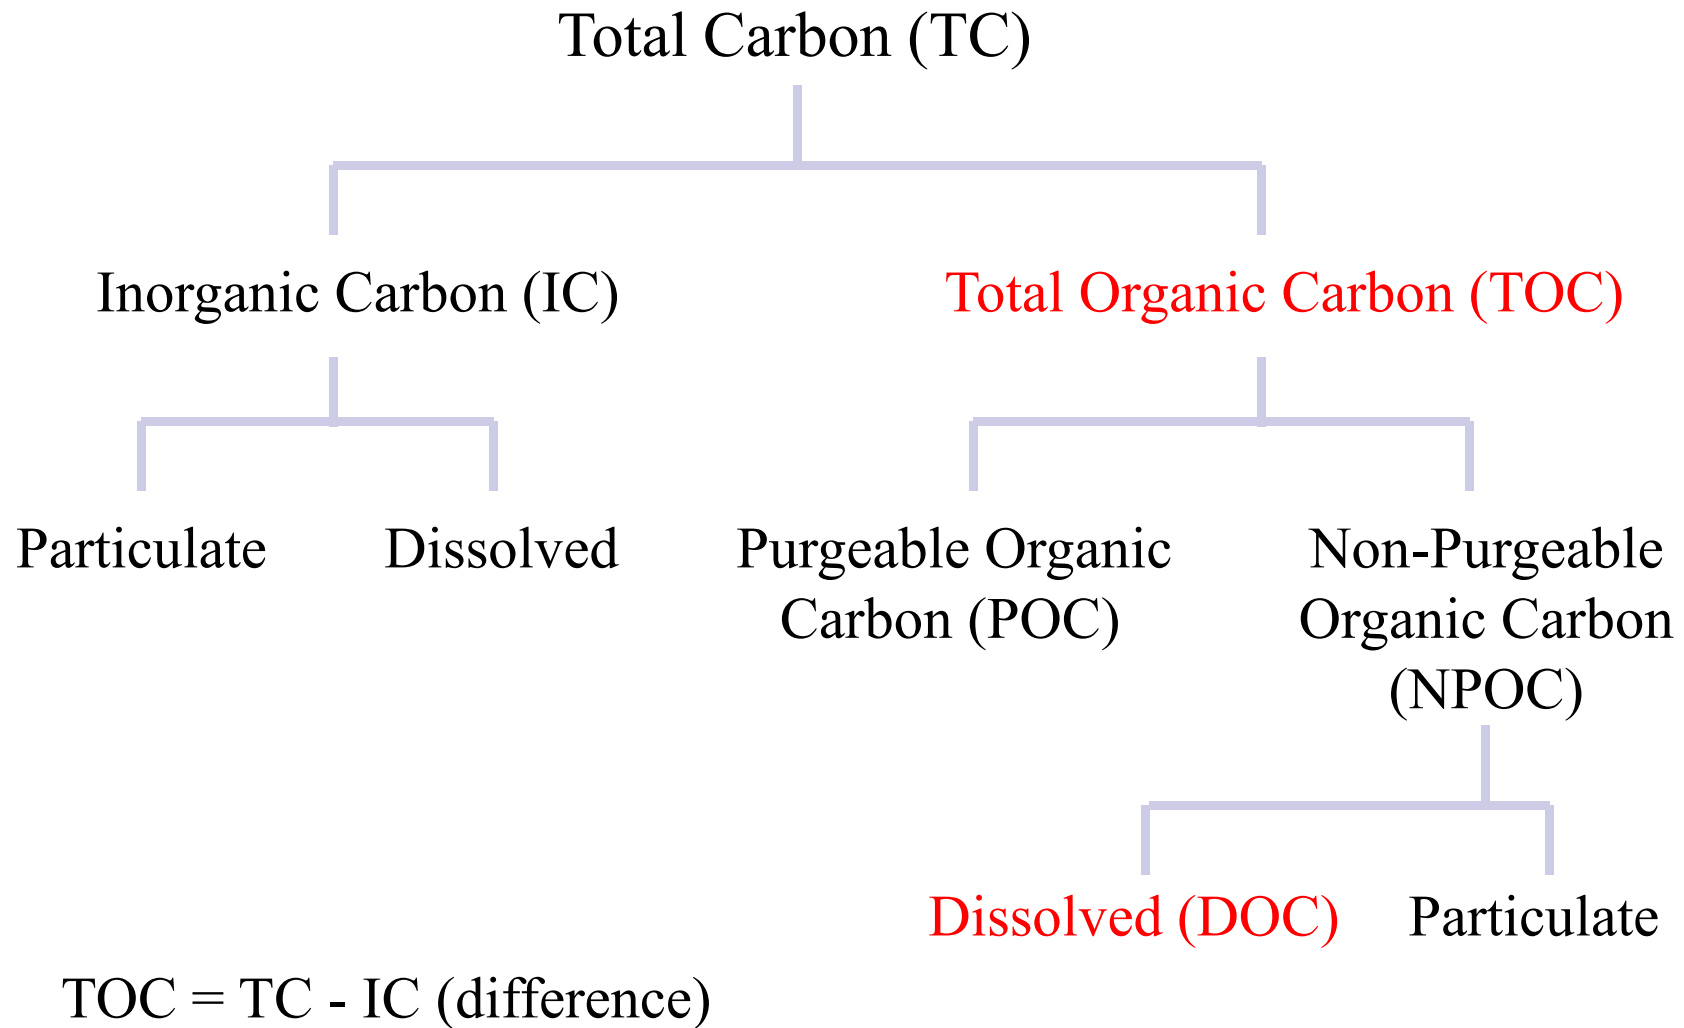 Total Carbon (TC)
Inorganic Carbon (IC)
Total Organic Carbon (TOC)
Particulate
Dissolved
Purgeable Organic
Carbon (POC)
Non-Purgeable
Organic Carbon
(NPOC)
Dissolved (DOC)
Particulate
TOC = TC - IC (difference)